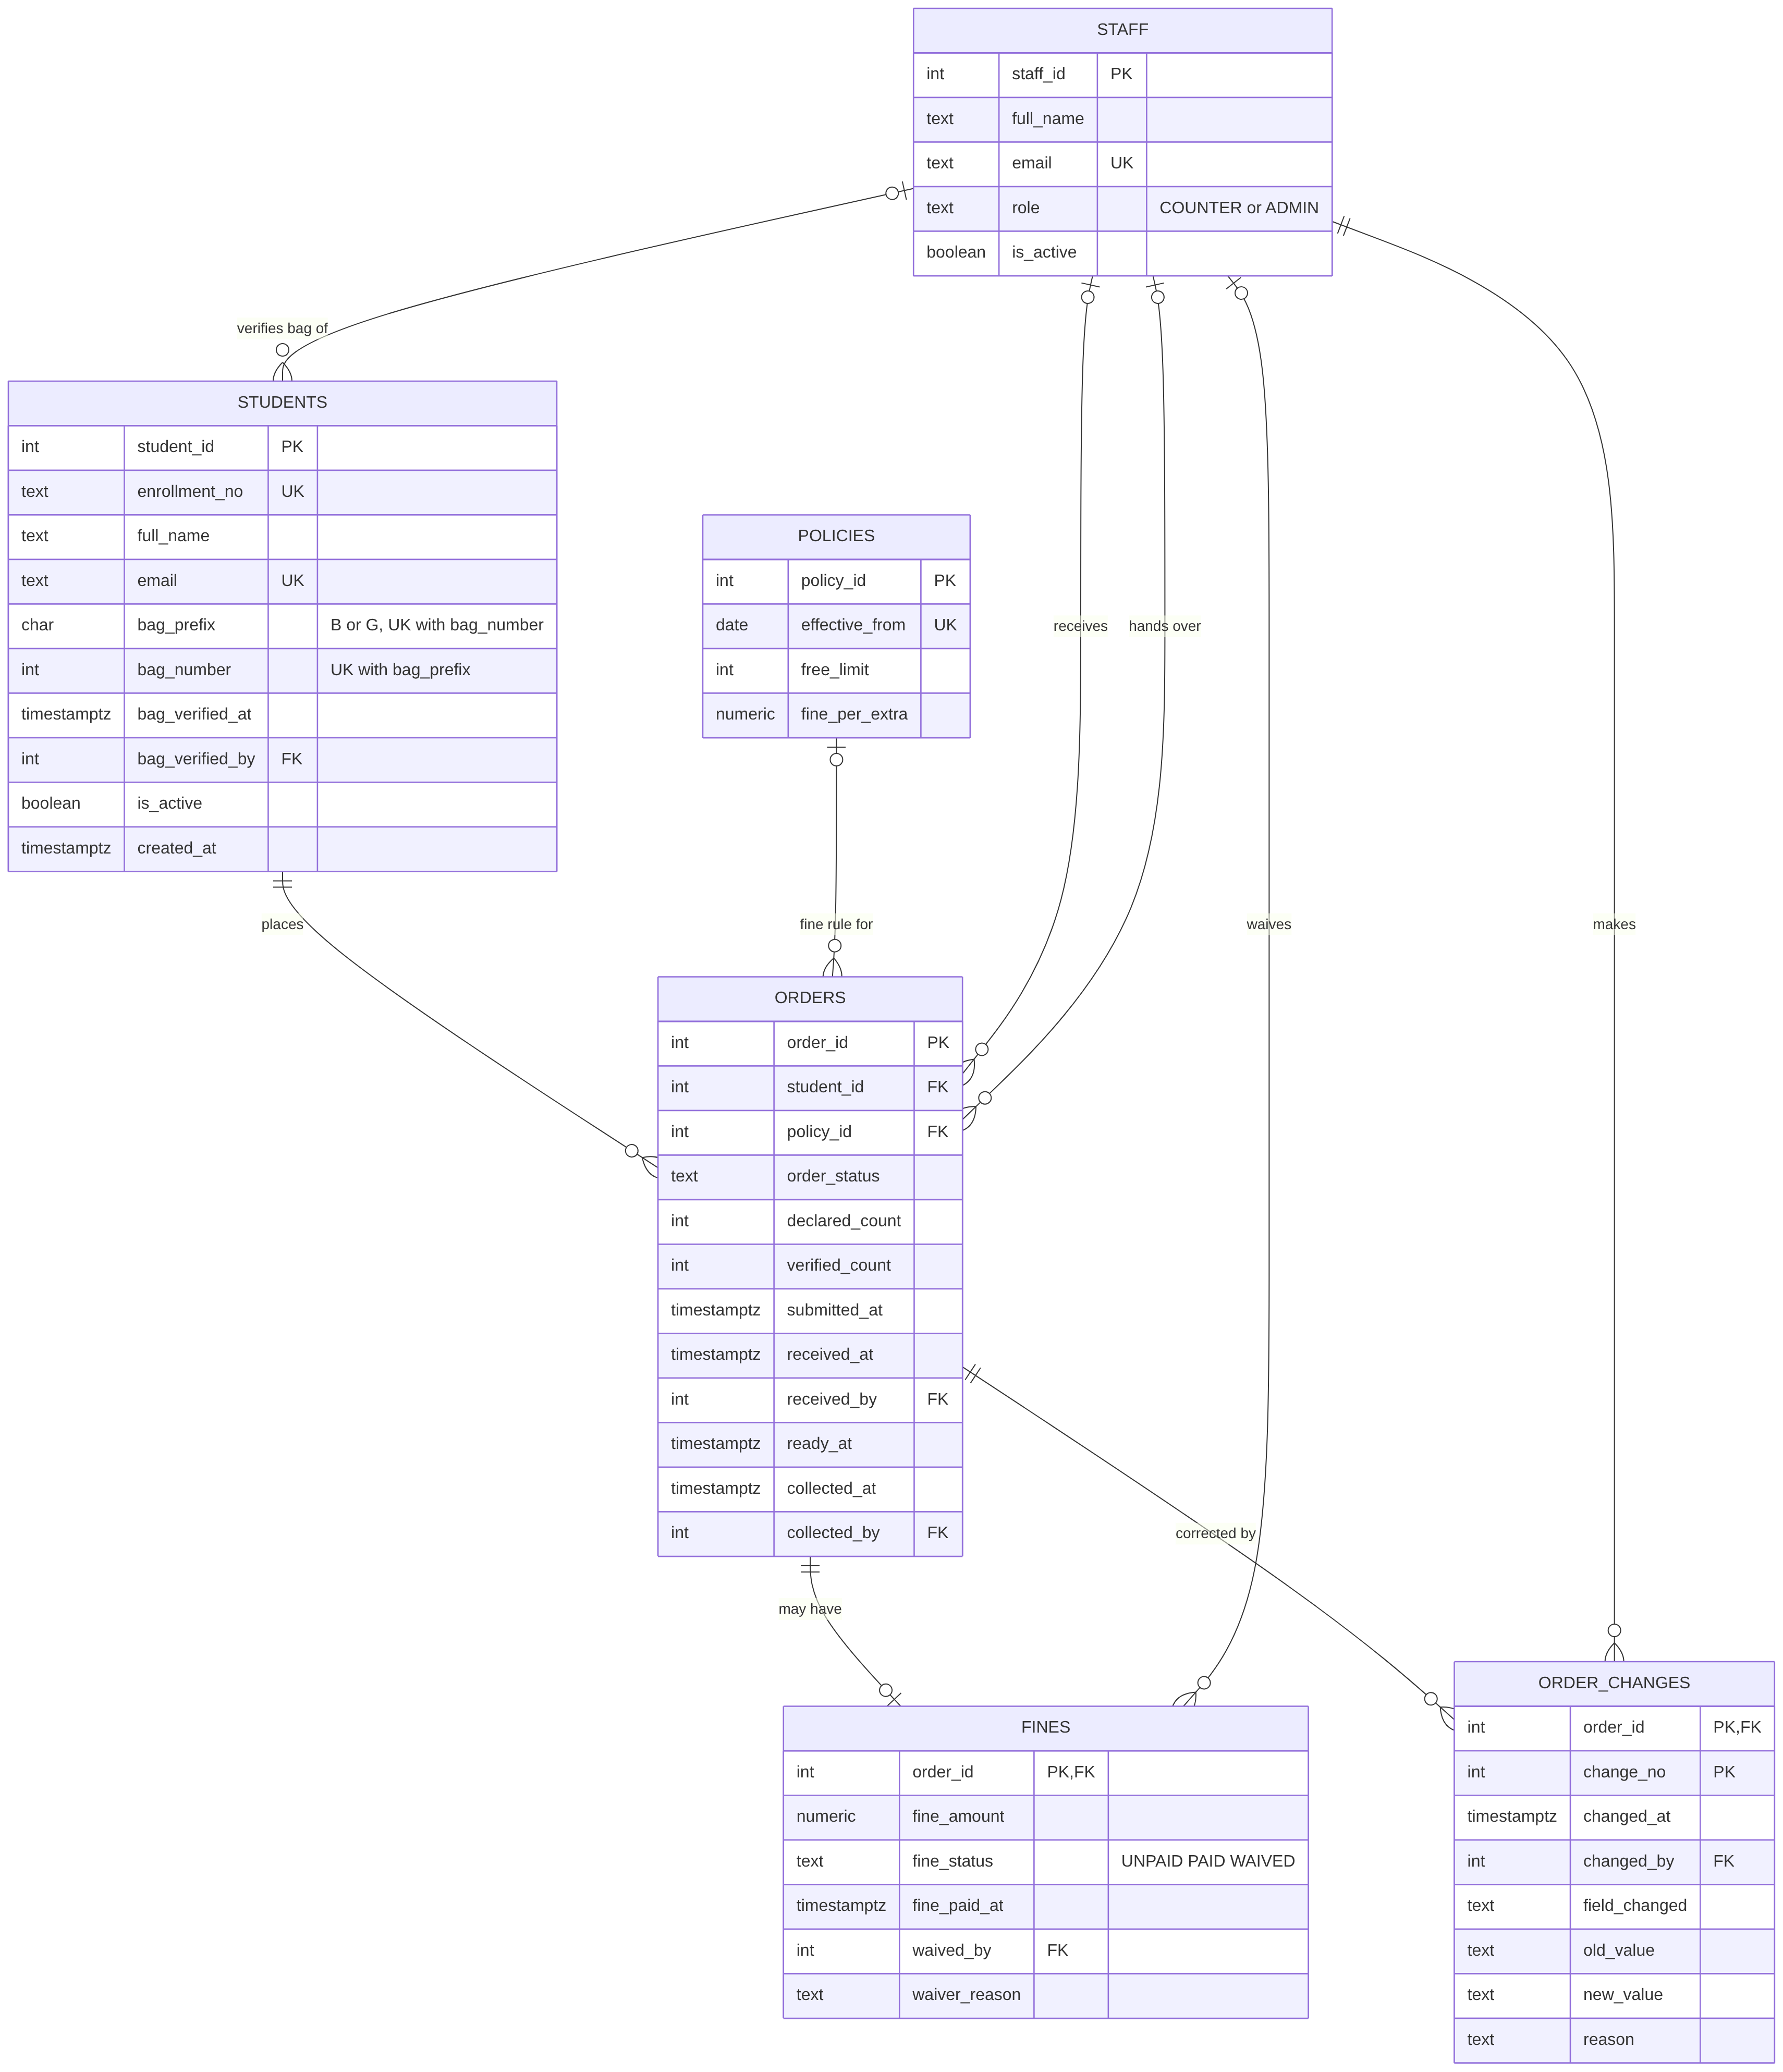 STAFF
int staff_id PK
text full_name
text email UK
text role COUNTER or ADMIN
boolean is_active
verifies bag of
STUDENTS
int student_id PK
text enrollment_no UK
text full_name
text email UK
char bag_prefix B or G, UK with bag_number
int bag_number UK with bag_prefix
timestamptz bag_verified_at
int bag_verified_by FK
boolean is_active
timestamptz created_at
POLICIES
int policy_id PK
date effective_from UK
int free_limit
numeric fine_per_extra
receives
hands over
places
fine rule for
waives
makes
ORDERS
int order_id PK
int student_id FK
int policy_id FK
text order_status
int declared_count
int verified_count
timestamptz submitted_at
timestamptz received_at
int received_by FK
timestamptz ready_at
timestamptz collected_at
int collected_by FK
corrected by
may have
FINES
int order_id PK,FK
numeric fine_amount
text fine_status UNPAID PAID WAIVED
timestamptz fine_paid_at
int waived_by FK
text waiver_reason
ORDER_CHANGES
int order_id PK,FK
int change_no PK
timestamptz changed_at
int changed_by FK
text field_changed
text old_value
text new_value
text reason